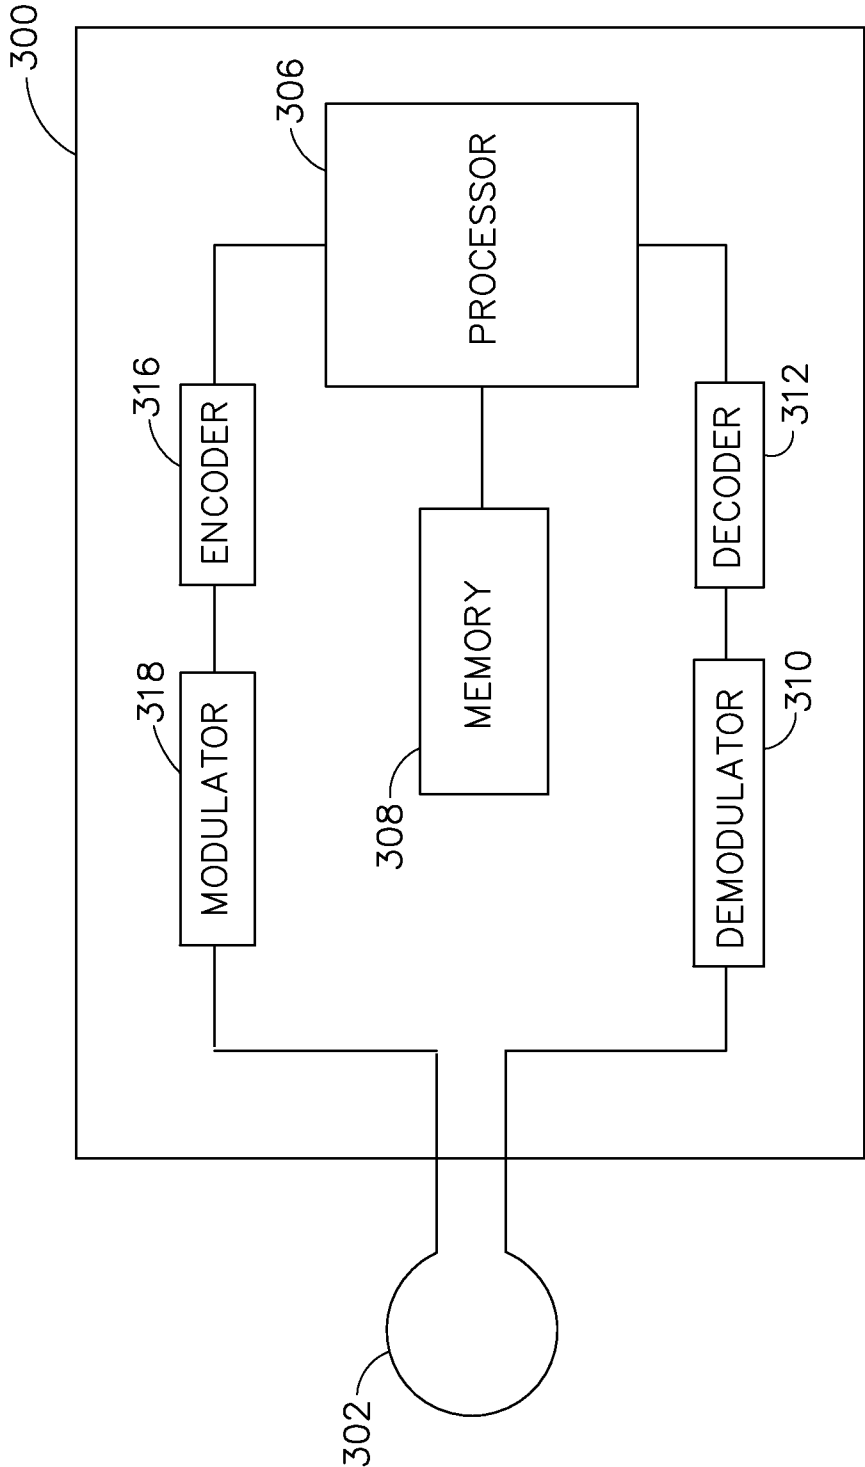 300
306
PROCESSOR
316
ENCODER
318
MODULATOR
MEMORY
308
DECODER
312
DEMODULATOR
310
302